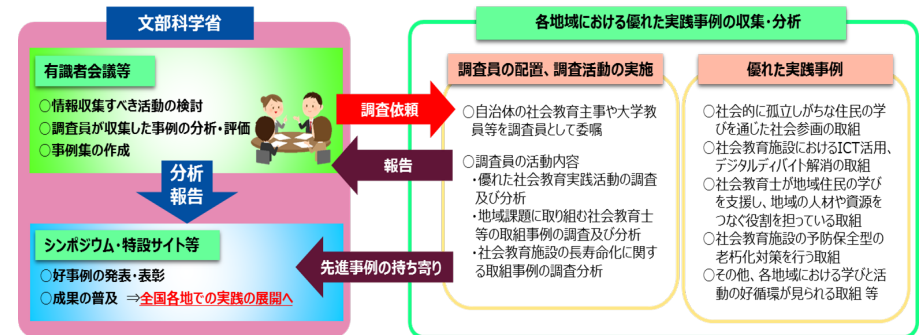 文部科学省
有識者会議等
○情報収集すべき活動の検討
○調査員が収集した事例の分析・評価
○事例集の作成
分析
報告
シンポジウム・特設サイト等
○好事例の発表・表彰
○成果の普及 ⇒全国各地での実践の展開へ
調査依頼
報告
先進事例の持ち寄り
各地域における優れた実践事例の収集・分析
調査員の配置、調査活動の実施
○自治体の社会教育主事や大学教
員等を調査員として委嘱
○調査員の活動内容
・優れた社会教育実践活動の調査
及び分析
・地域課題に取り組む社会教育士
等の取組事例の調査及び分析
・社会教育施設の長寿命化に関す
る取組事例の調査分析
優れた実践事例
○社会的に孤立しがちな住民の学
びを通じた社会参画の取組
○社会教育施設におけるICT活用、
デジタルディバイト解消の取組
○社会教育士が地域住民の学び
を支援し、地域の人材や資源を
つなぐ役割を担っている取組
○社会教育施設の予防保全型の
老朽化対策を行う取組
○その他、各地域における学びと活
動の好循環が見られる取組 等